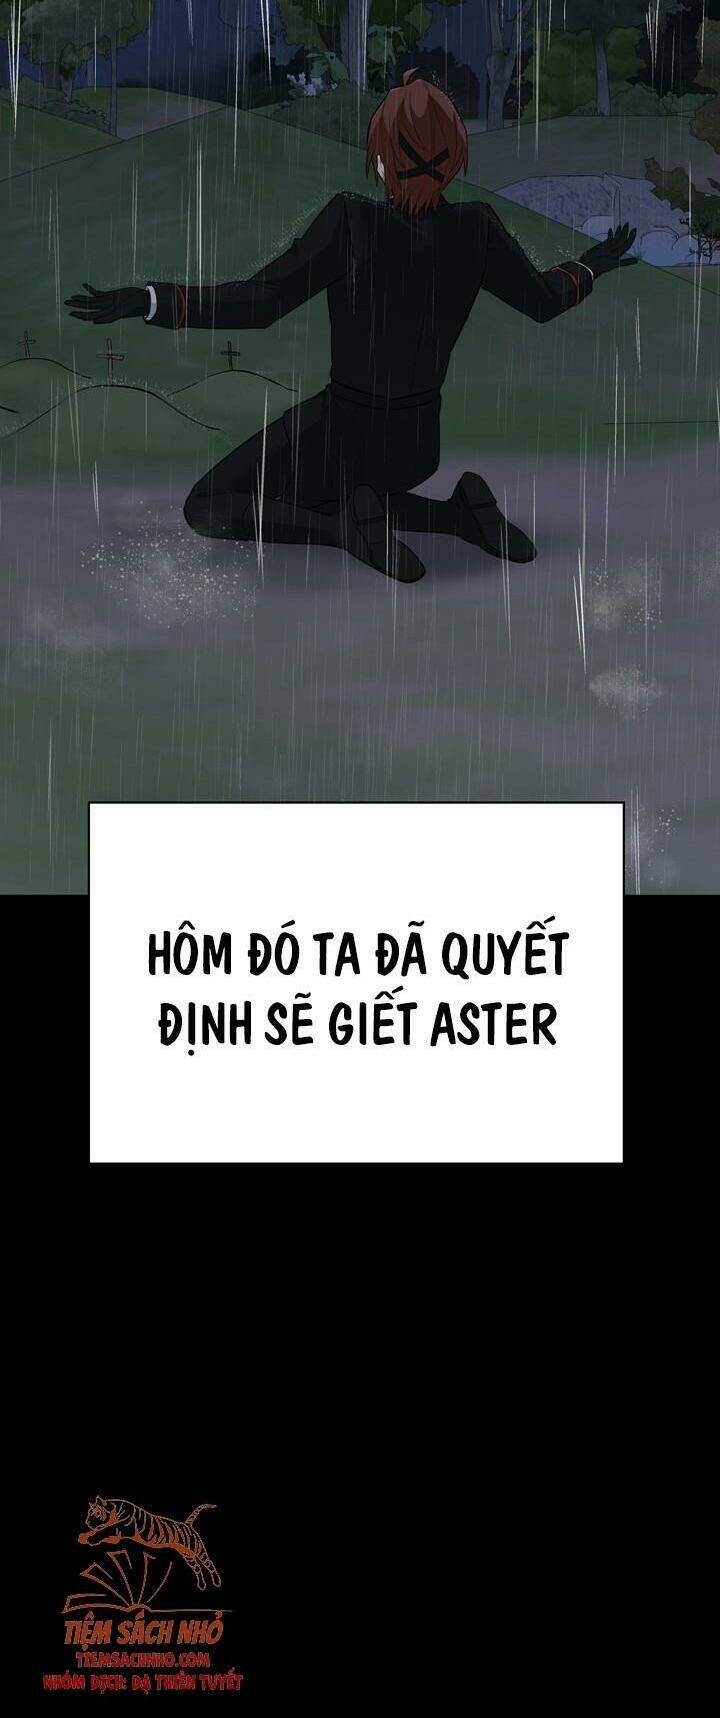 HÔM ĐÓ TA ĐÃ QUYẾT
ĐỊNH SẼ GIẾT ASTER
TIỆM SÁCH NHỎ
TIEMSACHNHO.COM
NHÓM DỊCH: DẠ THIÊN TUYẾT